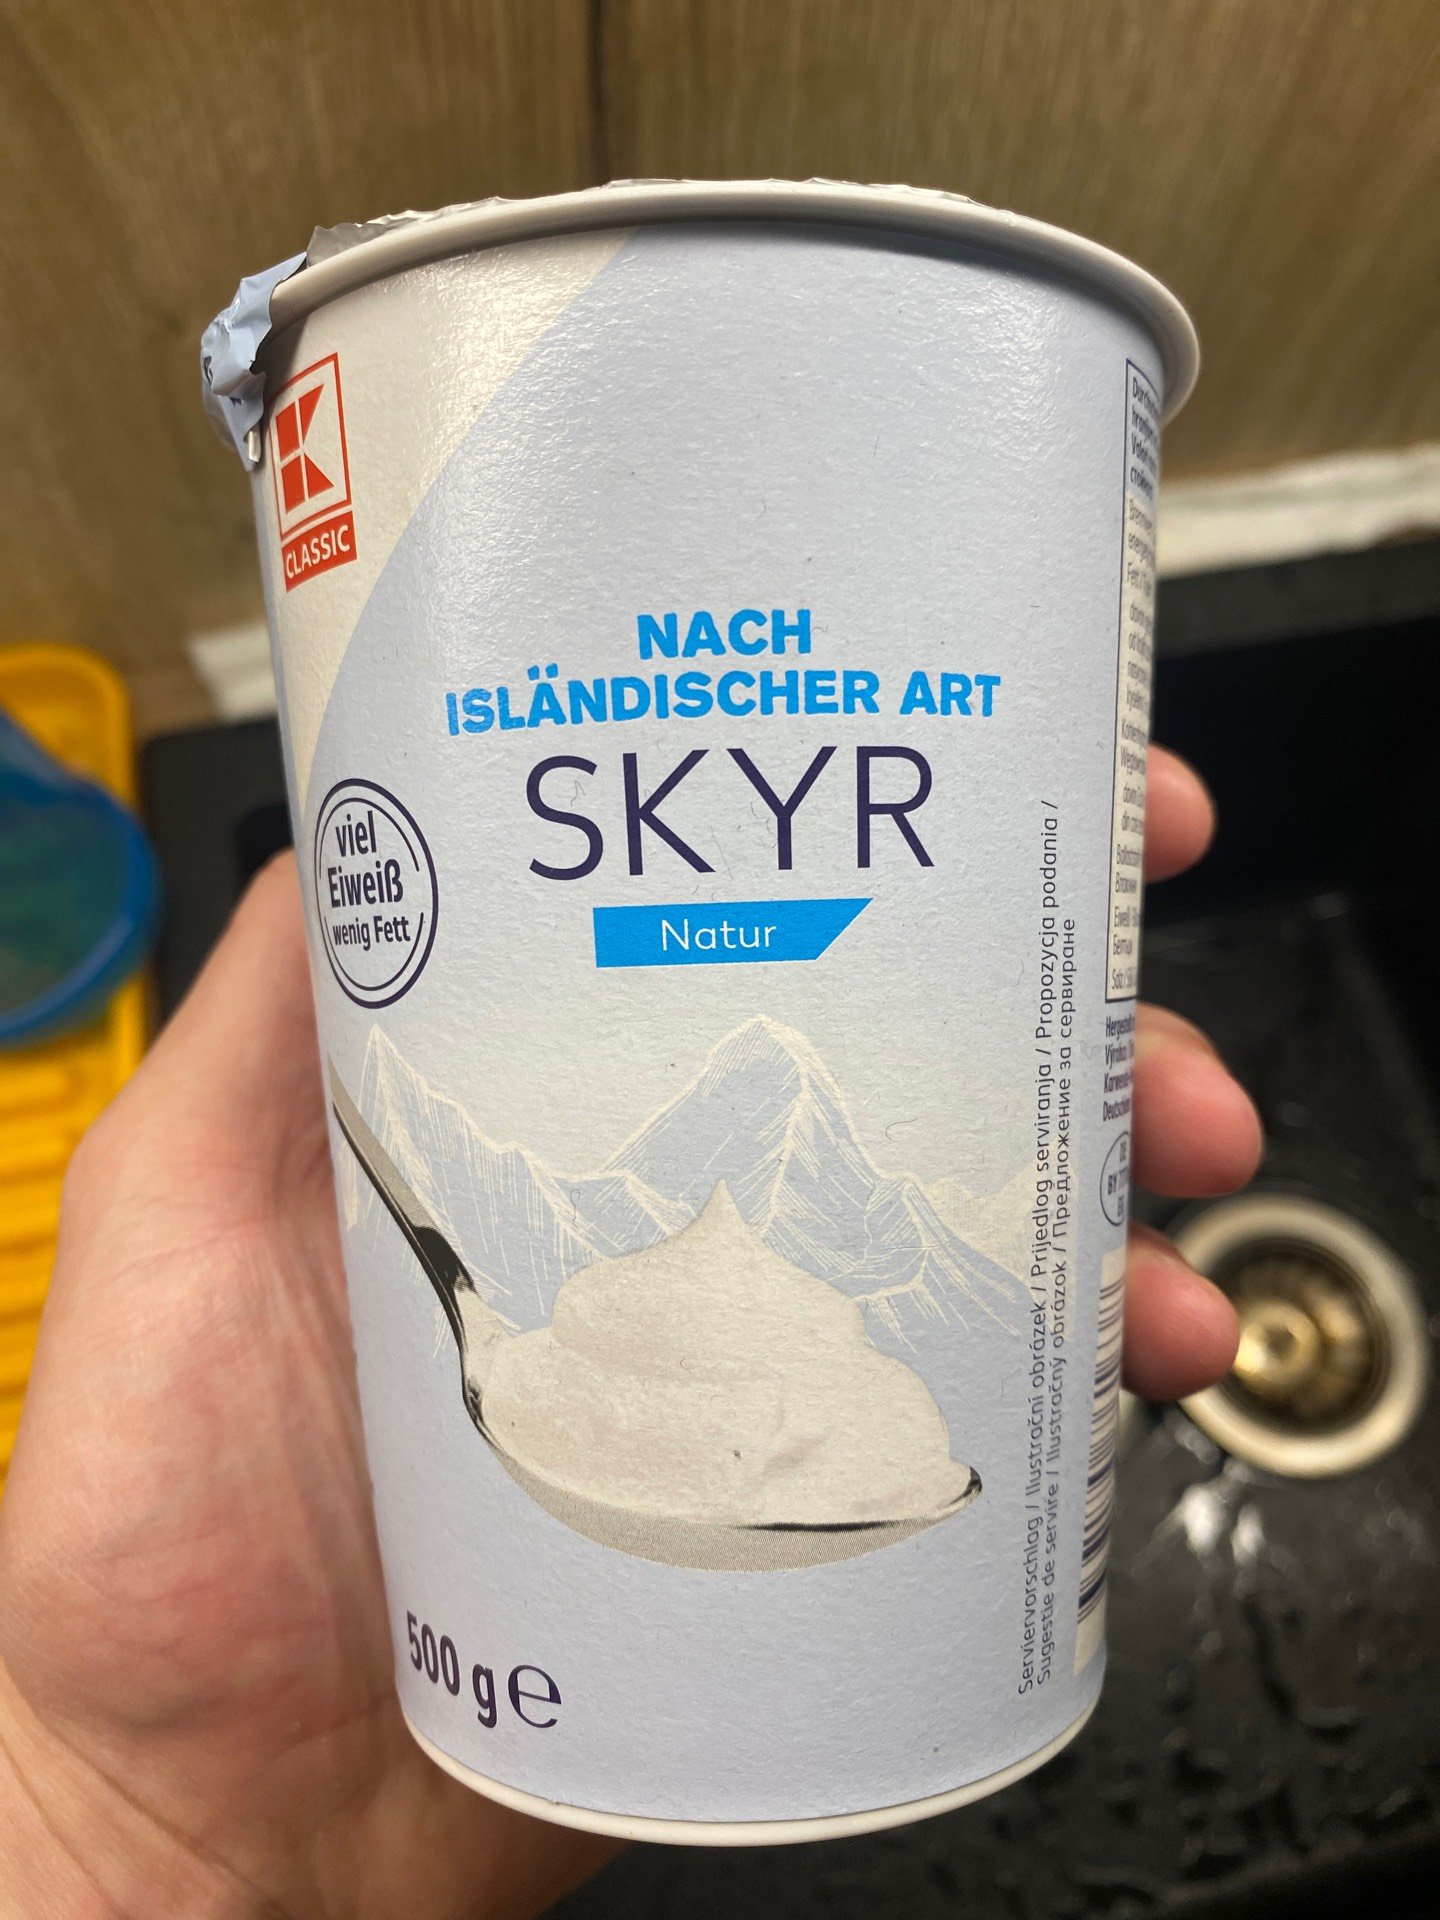 K
CLASSIC
NACH
ISLÄNDISCHER ART
SKYR
Natur
viel
Eiweiß
wenig Fett
500 g e
Serviervorschlag / Ilustrační obrázek / Prijedlog serviranja / Propozycja podania /
Sugestie de servire / Ilustračný obrázok / Предложение за сервиране